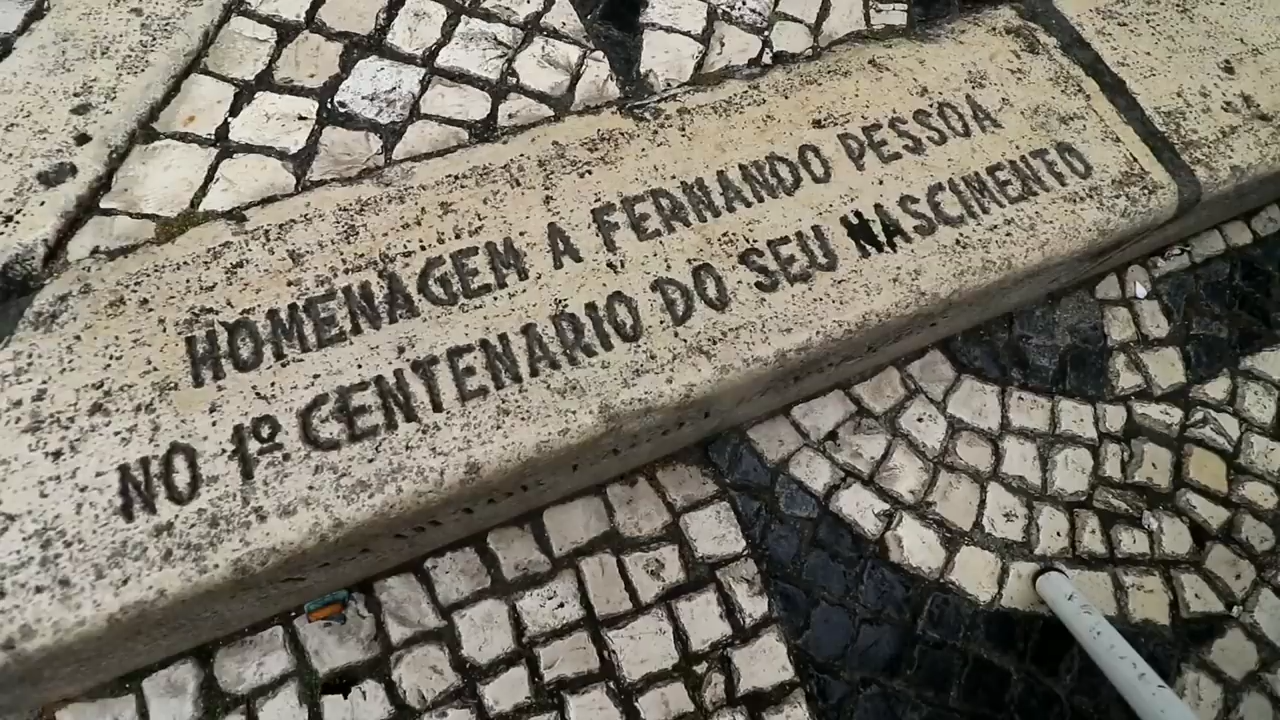 HOMENAGEM A FERNANDO PESSOA
NO 1º CENTENARIO DO SEU NASCIMENTO